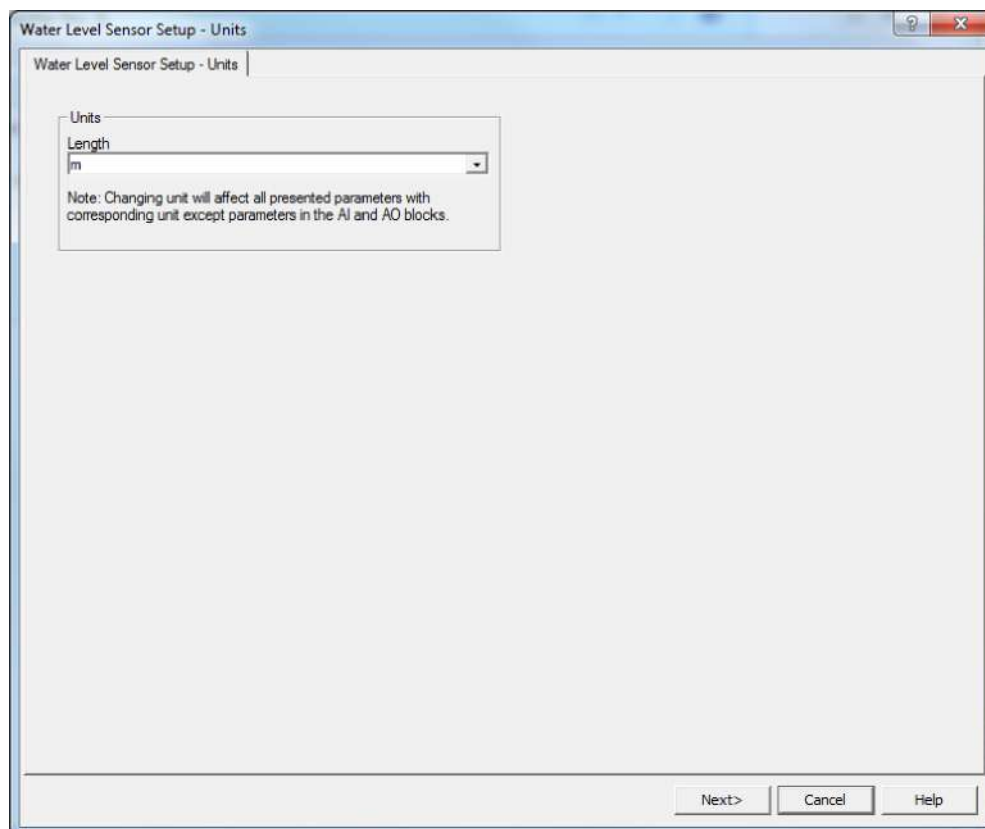 Water Level Sensor Setup - Units
?
Water Level Sensor Setup - Units
Units
Length
m
Note: Changing unit will affect all presented parameters with
corresponding unit except parameters in the AI and AO blocks.
Next>
Cancel
Help